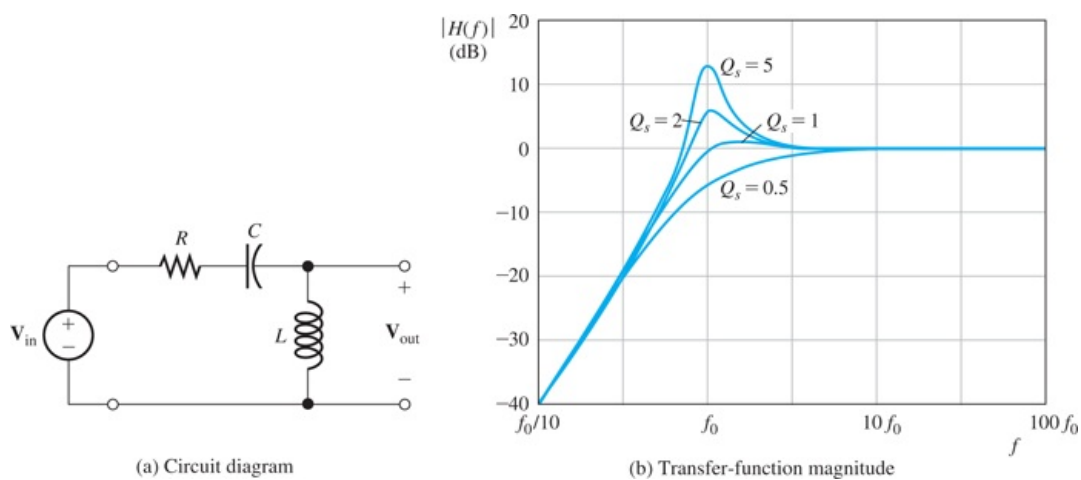 |H(f)|
(dB)
20
10
0
−10
−20
−30
−40
Q_s = 5
Q_s = 2
Q_s = 1
Q_s = 0.5
f_0/10
f_0
10 f_0
100 f_0
f
R
C
V_in
+
−
L
+
V_out
−
(a) Circuit diagram
(b) Transfer-function magnitude